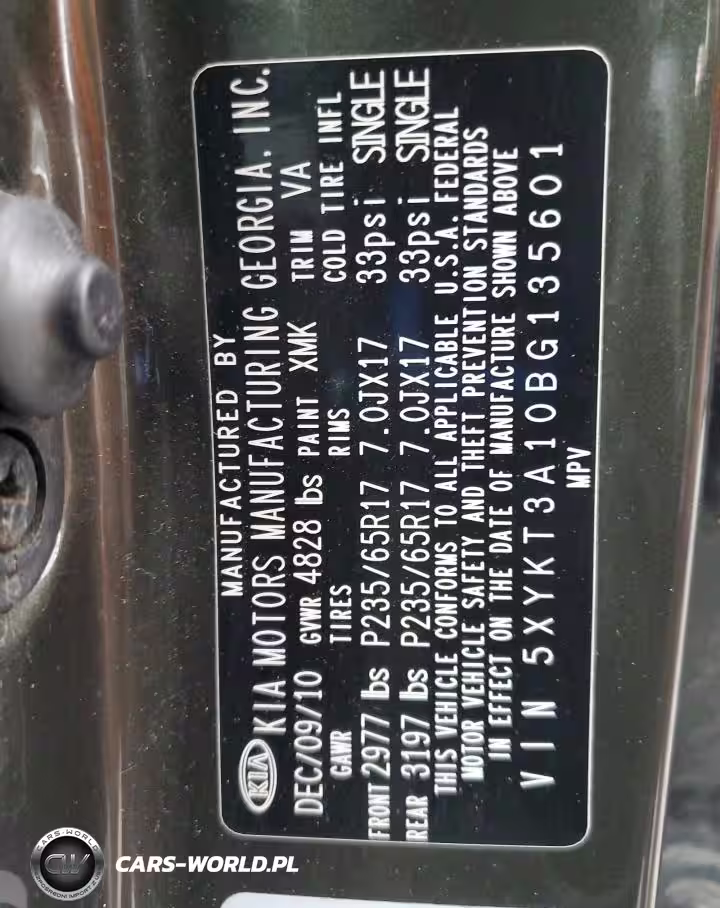 MANUFACTURED BY
KIA KIA MOTORS MANUFACTURING GEORGIA, INC.
DEC/09/10 GVWR 4828 lbs PAINT XMK TRIM VA
GAWR TIRES RIMS COLD TIRE INFL
FRONT 2977 lbs P235/65R17 7.0JX17 33psi SINGLE
REAR 3197 lbs P235/65R17 7.0JX17 33psi SINGLE
THIS VEHICLE CONFORMS TO ALL APPLICABLE U.S.A. FEDERAL
MOTOR VEHICLE SAFETY AND THEFT PREVENTION STANDARDS
IN EFFECT ON THE DATE OF MANUFACTURE SHOWN ABOVE
VIN 5XYKT3A10BG135601
MPV
CARS-WORLD
CW
CARS-WORLD.PL